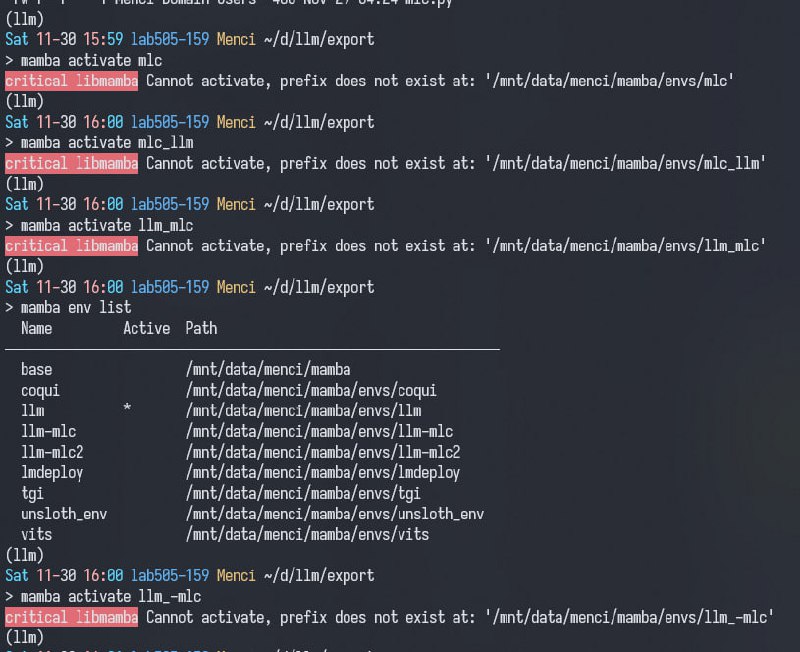 (llm)
Sat 11-30 15:59 lab505-159 Menci ~/d/llm/export
> mamba activate mlc
critical libmamba Cannot activate, prefix does not exist at: '/mnt/data/menci/mamba/envs/mlc'
(llm)
Sat 11-30 16:00 lab505-159 Menci ~/d/llm/export
> mamba activate mlc_llm
critical libmamba Cannot activate, prefix does not exist at: '/mnt/data/menci/mamba/envs/mlc_llm'
(llm)
Sat 11-30 16:00 lab505-159 Menci ~/d/llm/export
> mamba activate llm_mlc
critical libmamba Cannot activate, prefix does not exist at: '/mnt/data/menci/mamba/envs/llm_mlc'
(llm)
Sat 11-30 16:00 lab505-159 Menci ~/d/llm/export
> mamba env list
Name Active Path
base /mnt/data/menci/mamba
coqui /mnt/data/menci/mamba/envs/coqui
llm * /mnt/data/menci/mamba/envs/llm
llm-mlc /mnt/data/menci/mamba/envs/llm-mlc
llm-mlc2 /mnt/data/menci/mamba/envs/llm-mlc2
lmdeploy /mnt/data/menci/mamba/envs/lmdeploy
tgi /mnt/data/menci/mamba/envs/tgi
unsloth_env /mnt/data/menci/mamba/envs/unsloth_env
vits /mnt/data/menci/mamba/envs/vits
(llm)
Sat 11-30 16:00 lab505-159 Menci ~/d/llm/export
> mamba activate llm_-mlc
critical libmamba Cannot activate, prefix does not exist at: '/mnt/data/menci/mamba/envs/llm_-mlc'
(llm)